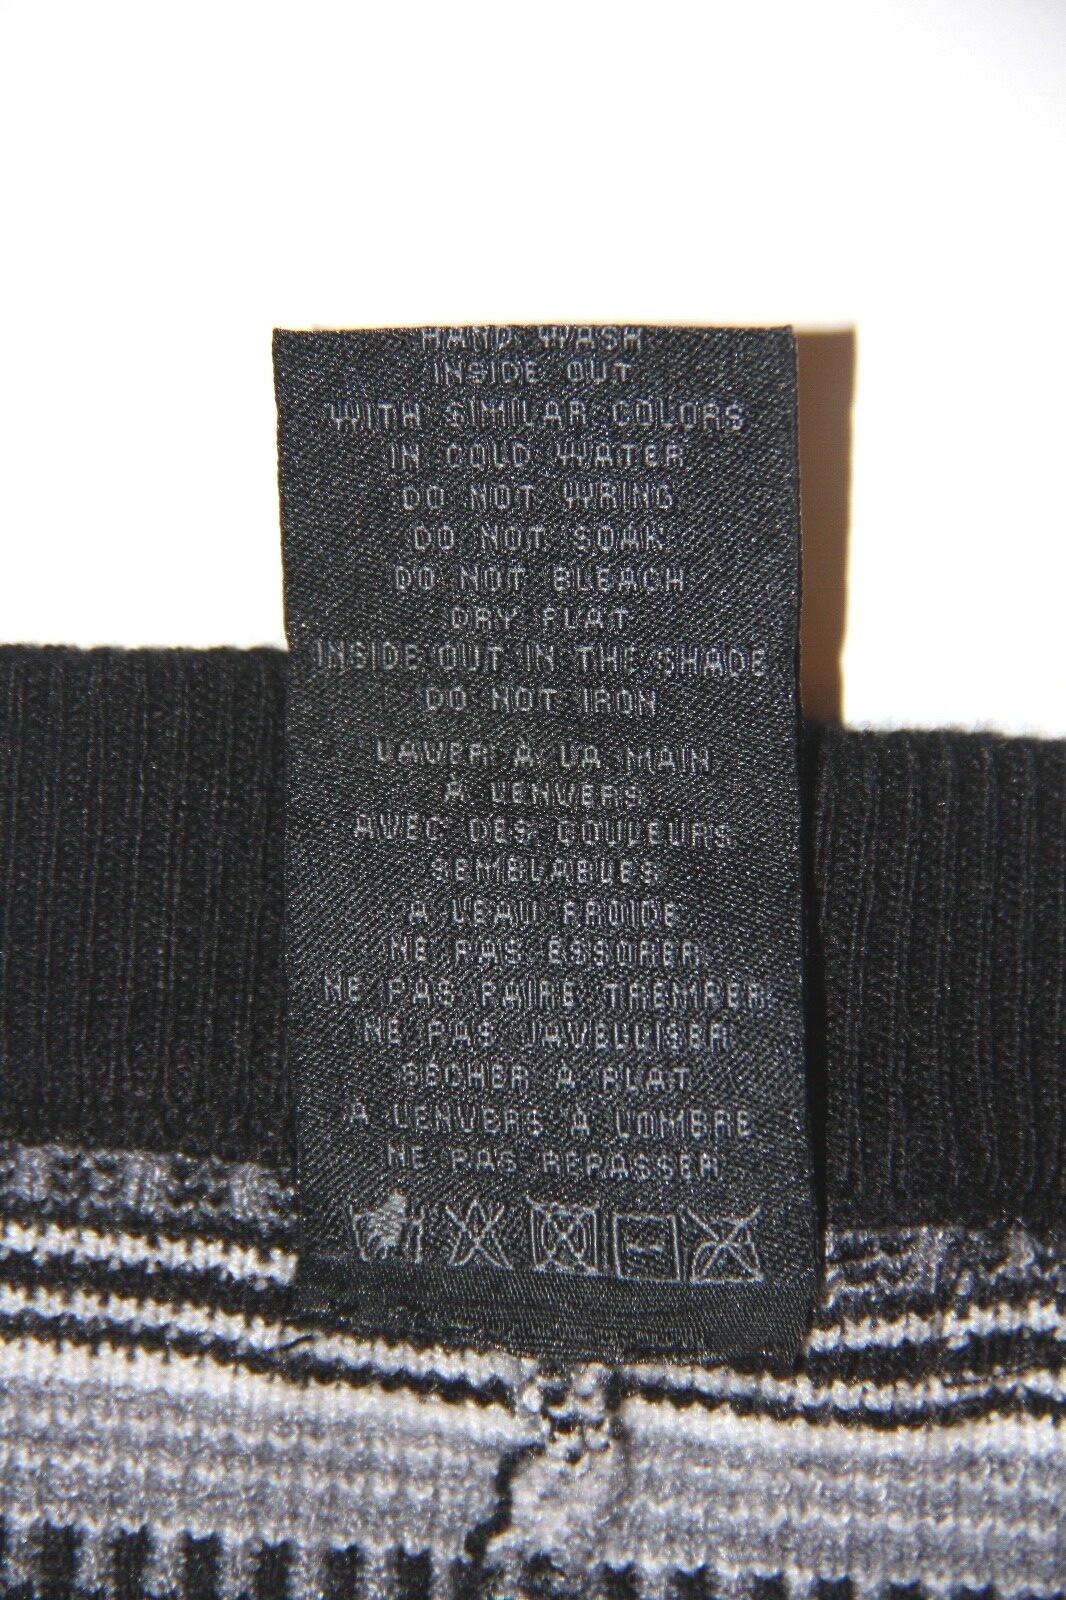 HAND WASH
INSIDE OUT
WITH SIMILAR COLORS
IN COLD WATER
DO NOT WRING
DO NOT SOAK
DO NOT BLEACH
DRY FLAT
INSIDE OUT IN THE SHADE
DO NOT IRON
LAVER À LA MAIN
À L'ENVERS
AVEC DES COULEURS
SEMBLABLES
A L'EAU FROIDE
NE PAS ESSORER
NE PAS FAIRE TREMPER
NE PAS JAVELLISER
SÉCHER A PLAT
A L'ENVERS À L'OMBRE
NE PAS REPASSER